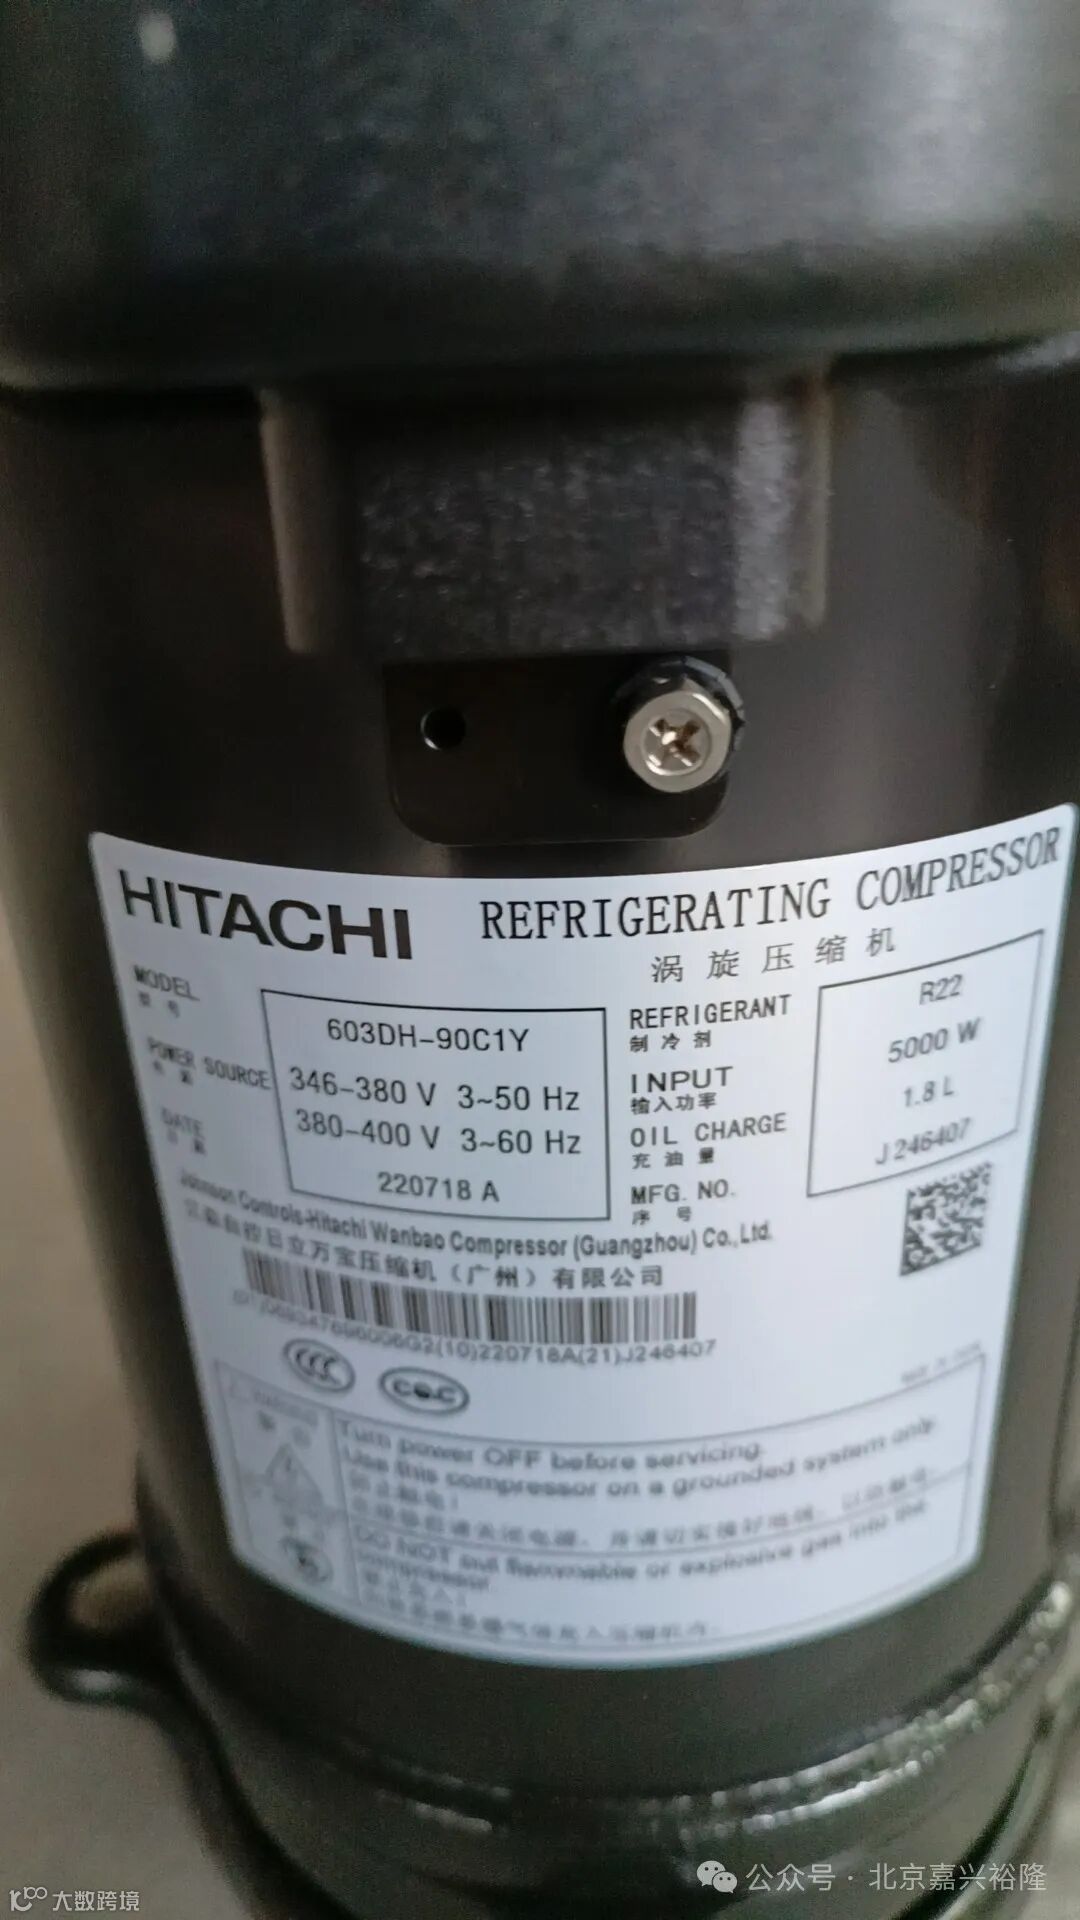 HITACHI REFRIGERATING COMPRESSOR
涡旋压缩机
MODEL
型号
603DH-90C1Y
POWER SOURCE
电源
346-380 V 3~50 Hz
380-400 V 3~60 Hz
DATE
日期
220718 A
REFRIGERANT
制冷剂
R22
INPUT
输入功率
5000 W
OIL CHARGE
充油量
1.8 L
MFG. NO.
序号
J246407
Johnson Controls-Hitachi Wanbao Compressor (Guangzhou) Co., Ltd.
江森自控日立万宝压缩机（广州）有限公司
(10)220718A(21)J246407
CCC
CQC
Turn power OFF before servicing.
Use this compressor on a grounded system only.
DO NOT put flammable or explosive gas into the
compressor.
公众号 · 北京嘉兴裕隆
大数跨境